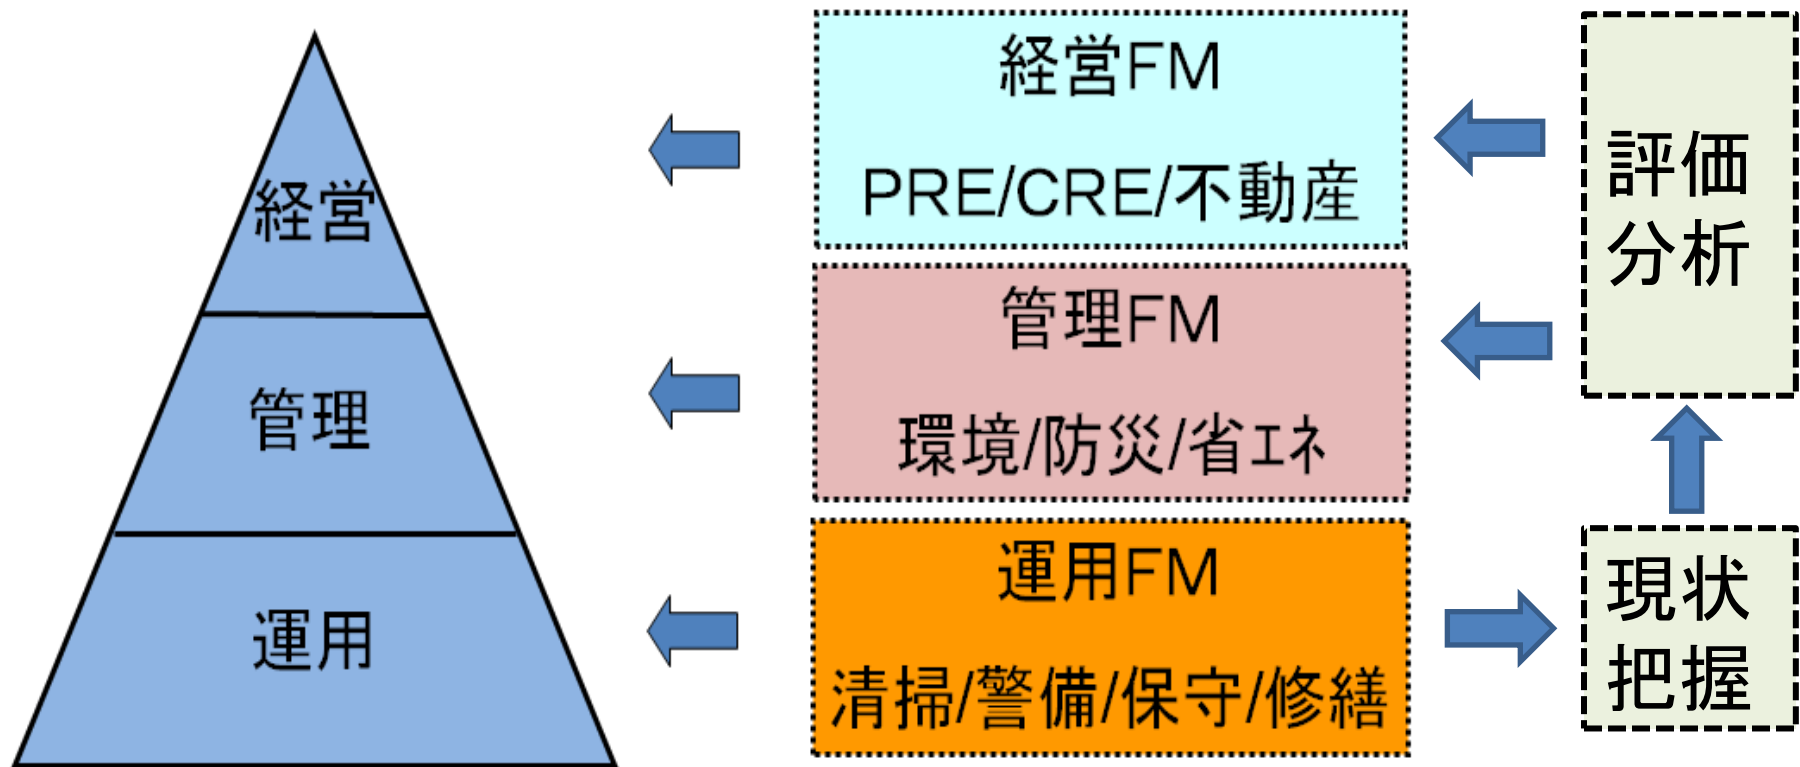 経営
管理
運用
経営FM
PRE/CRE/不動産
管理FM
環境/防災/省ｴﾈ
運用FM
清掃/警備/保守/修繕
評価
分析
現状
把握